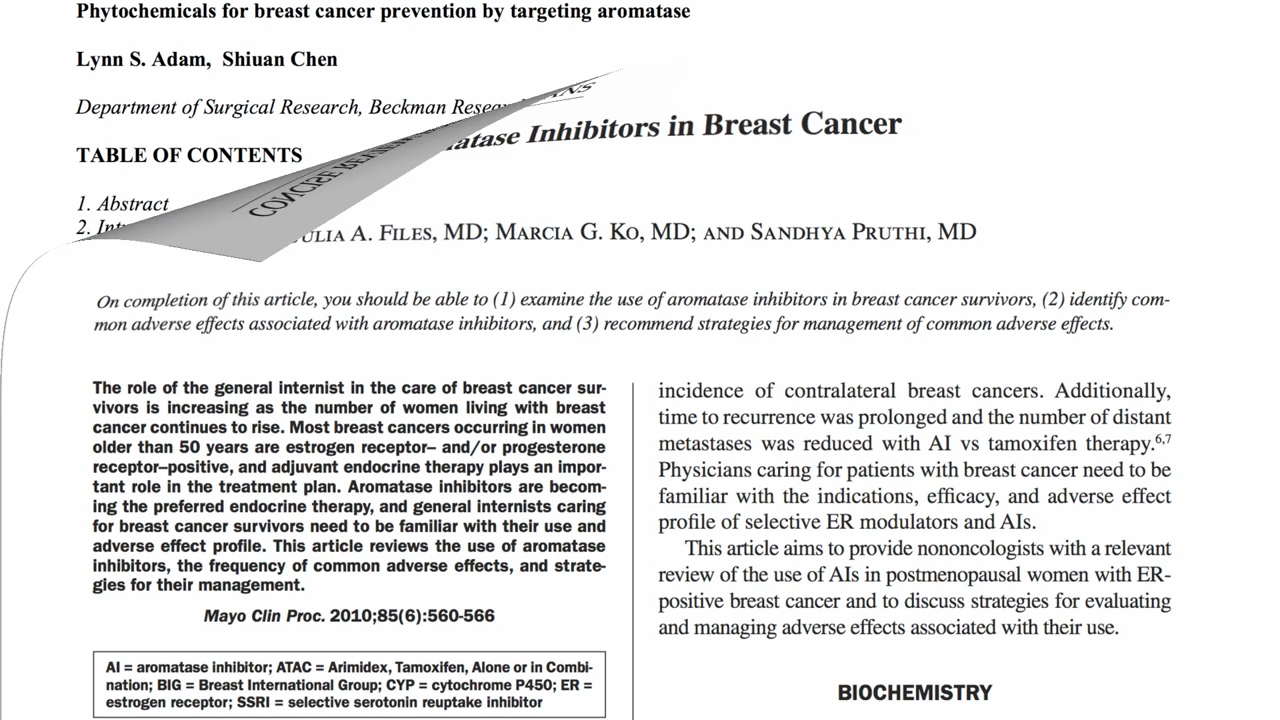 Phytochemicals for breast cancer prevention by targeting aromatase
Lynn S. Adam, Shiuan Chen
Department of Surgical Research, Beckman
TABLE OF CONTENTS
1. Abstract
2.
CONCISE
Inhibitors in Breast Cancer
A. FILES, MD; MARCIA G. KO, MD; AND SANDHYA PRUTHI, MD
On completion of this article, you should be able to (1) examine the use of aromatase inhibitors in breast cancer survivors, (2) identify com-
mon adverse effects associated with aromatase inhibitors, and (3) recommend strategies for management of common adverse effects.
The role of the general internist in the care of breast cancer sur-
vivors is increasing as the number of women living with breast
cancer continues to rise. Most breast cancers occurring in women
older than 50 years are estrogen receptor– and/or progesterone
receptor–positive, and adjuvant endocrine therapy plays an impor-
tant role in the treatment plan. Aromatase inhibitors are becom-
ing the preferred endocrine therapy, and general internists caring
for breast cancer survivors need to be familiar with their use and
adverse effect profile. This article reviews the use of aromatase
inhibitors, the frequency of common adverse effects, and strate-
gies for their management.
Mayo Clin Proc. 2010;85(6):560-566
AI = aromatase inhibitor; ATAC = Arimidex, Tamoxifen, Alone or in Combi-
nation; BIG = Breast International Group; CYP = cytochrome P450; ER =
estrogen receptor; SSRI = selective serotonin reuptake inhibitor
incidence of contralateral breast cancers. Additionally,
time to recurrence was prolonged and the number of distant
metastases was reduced with AI vs tamoxifen therapy.6,7
Physicians caring for patients with breast cancer need to be
familiar with the indications, efficacy, and adverse effect
profile of selective ER modulators and AIs.
This article aims to provide nononcologists with a relevant
review of the use of AIs in postmenopausal women with ER-
positive breast cancer and to discuss strategies for evaluating
and managing adverse effects associated with their use.
BIOCHEMISTRY